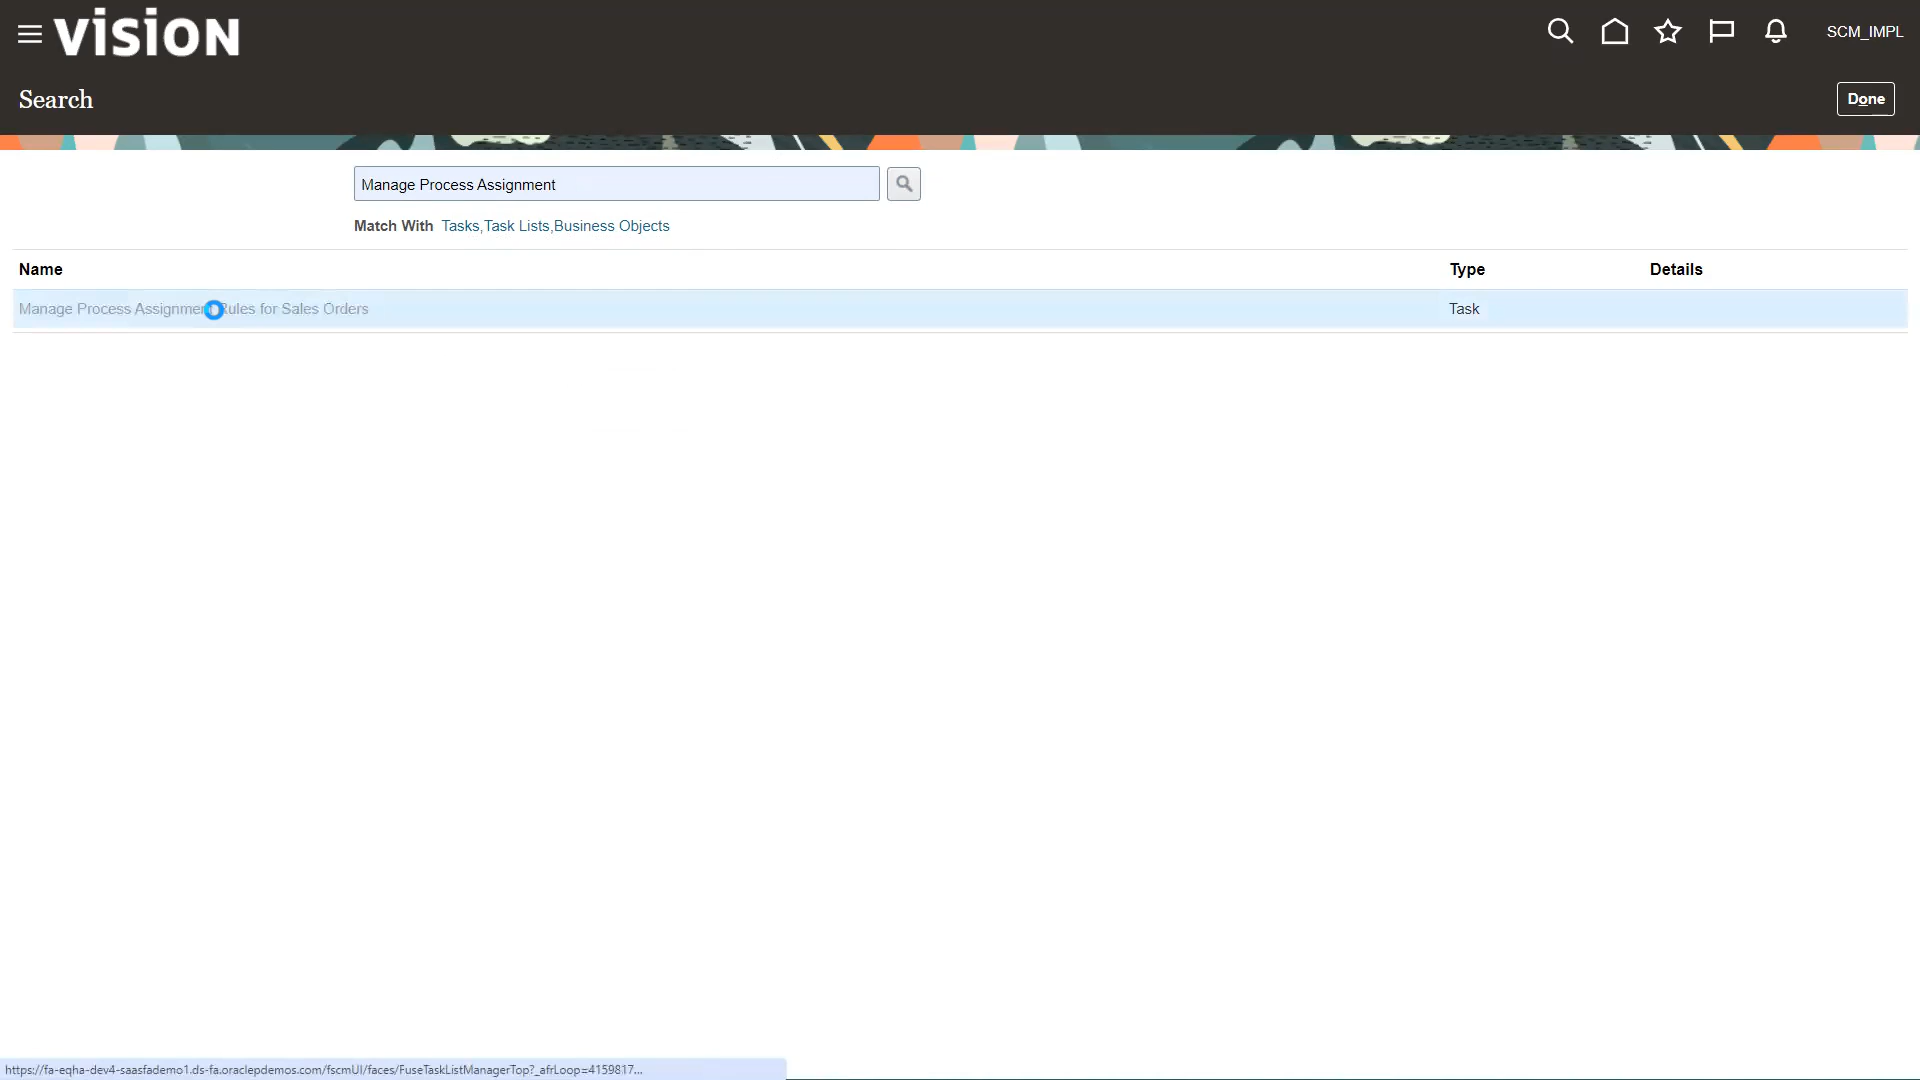 vision
SCM_IMPL
Search
Done
Manage Process Assignment
Match With Tasks,Task Lists,Business Objects
Name Type Details
Manage Process Assignment Rules for Sales Orders Task
https://fa-eqha-dev4-saasfademo1.ds-fa.oraclepdemos.com/fscmUI/faces/FuseTaskListManagerTop?_afrLoop=4159817...